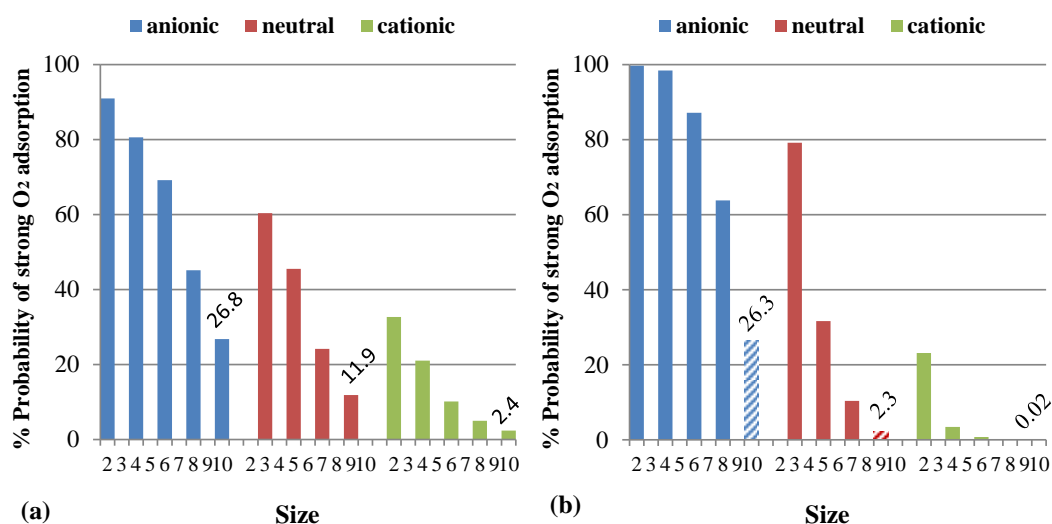 anionic neutral cationic
% Probability of strong O2 adsorption
100
80
60
40
20
0
26.8
11.9
2.4
2 3 4 5 6 7 8 9 10 2 3 4 5 6 7 8 9 10 2 3 4 5 6 7 8 9 10
(a) Size
anionic neutral cationic
% Probability of strong O2 adsorption
100
80
60
40
20
0
26.3
2.3
0.02
2 3 4 5 6 7 8 9 10 2 3 4 5 6 7 8 9 10 2 3 4 5 6 7 8 9 10
(b) Size